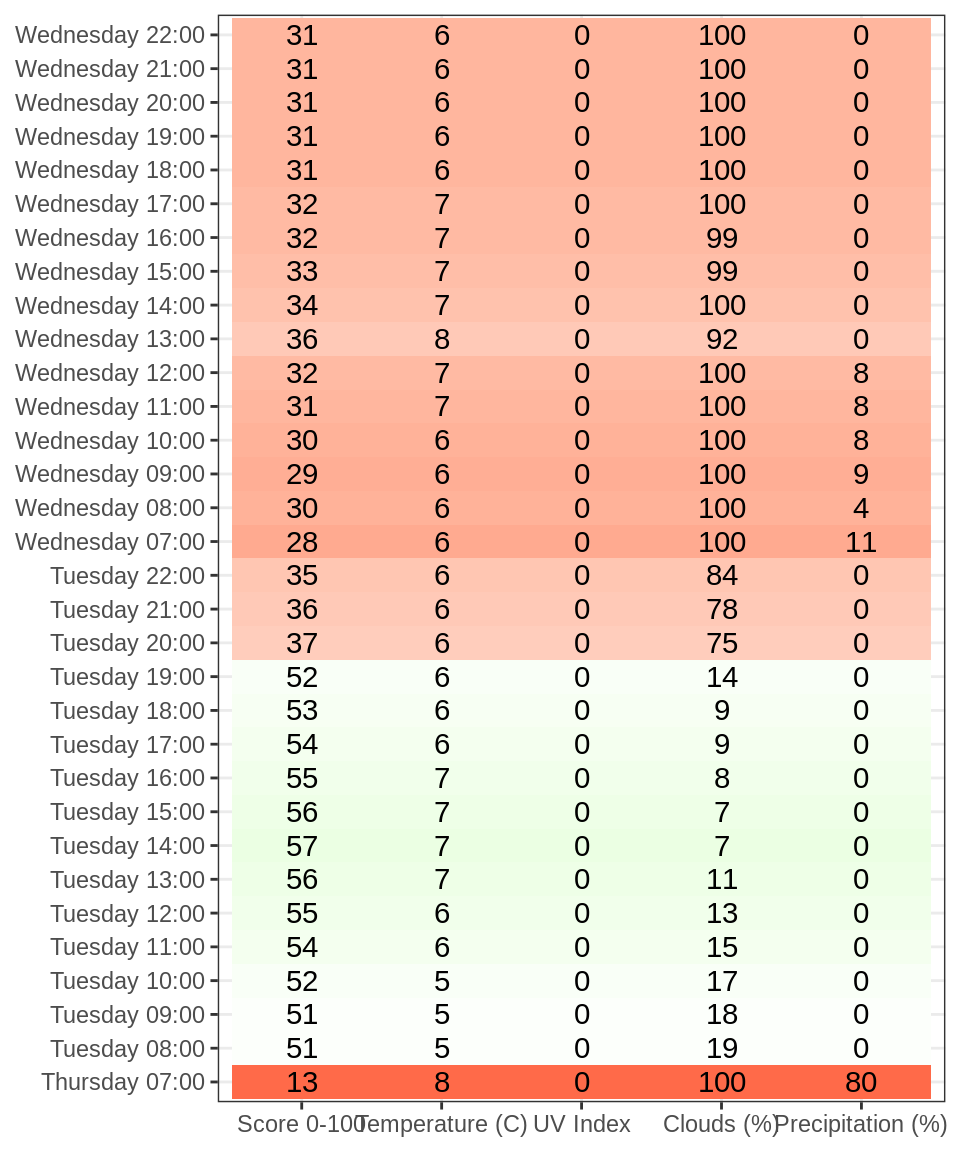 Wednesday 22:00 31 6 0 100 0
Wednesday 21:00 31 6 0 100 0
Wednesday 20:00 31 6 0 100 0
Wednesday 19:00 31 6 0 100 0
Wednesday 18:00 31 6 0 100 0
Wednesday 17:00 32 7 0 100 0
Wednesday 16:00 32 7 0 99 0
Wednesday 15:00 33 7 0 99 0
Wednesday 14:00 34 7 0 100 0
Wednesday 13:00 36 8 0 92 0
Wednesday 12:00 32 7 0 100 8
Wednesday 11:00 31 7 0 100 8
Wednesday 10:00 30 6 0 100 8
Wednesday 09:00 29 6 0 100 9
Wednesday 08:00 30 6 0 100 4
Wednesday 07:00 28 6 0 100 11
Tuesday 22:00 35 6 0 84 0
Tuesday 21:00 36 6 0 78 0
Tuesday 20:00 37 6 0 75 0
Tuesday 19:00 52 6 0 14 0
Tuesday 18:00 53 6 0 9 0
Tuesday 17:00 54 6 0 9 0
Tuesday 16:00 55 7 0 8 0
Tuesday 15:00 56 7 0 7 0
Tuesday 14:00 57 7 0 7 0
Tuesday 13:00 56 7 0 11 0
Tuesday 12:00 55 6 0 13 0
Tuesday 11:00 54 6 0 15 0
Tuesday 10:00 52 5 0 17 0
Tuesday 09:00 51 5 0 18 0
Tuesday 08:00 51 5 0 19 0
Thursday 07:00 13 8 0 100 80
Score 0-100 Temperature (C) UV Index Clouds (%) Precipitation (%)